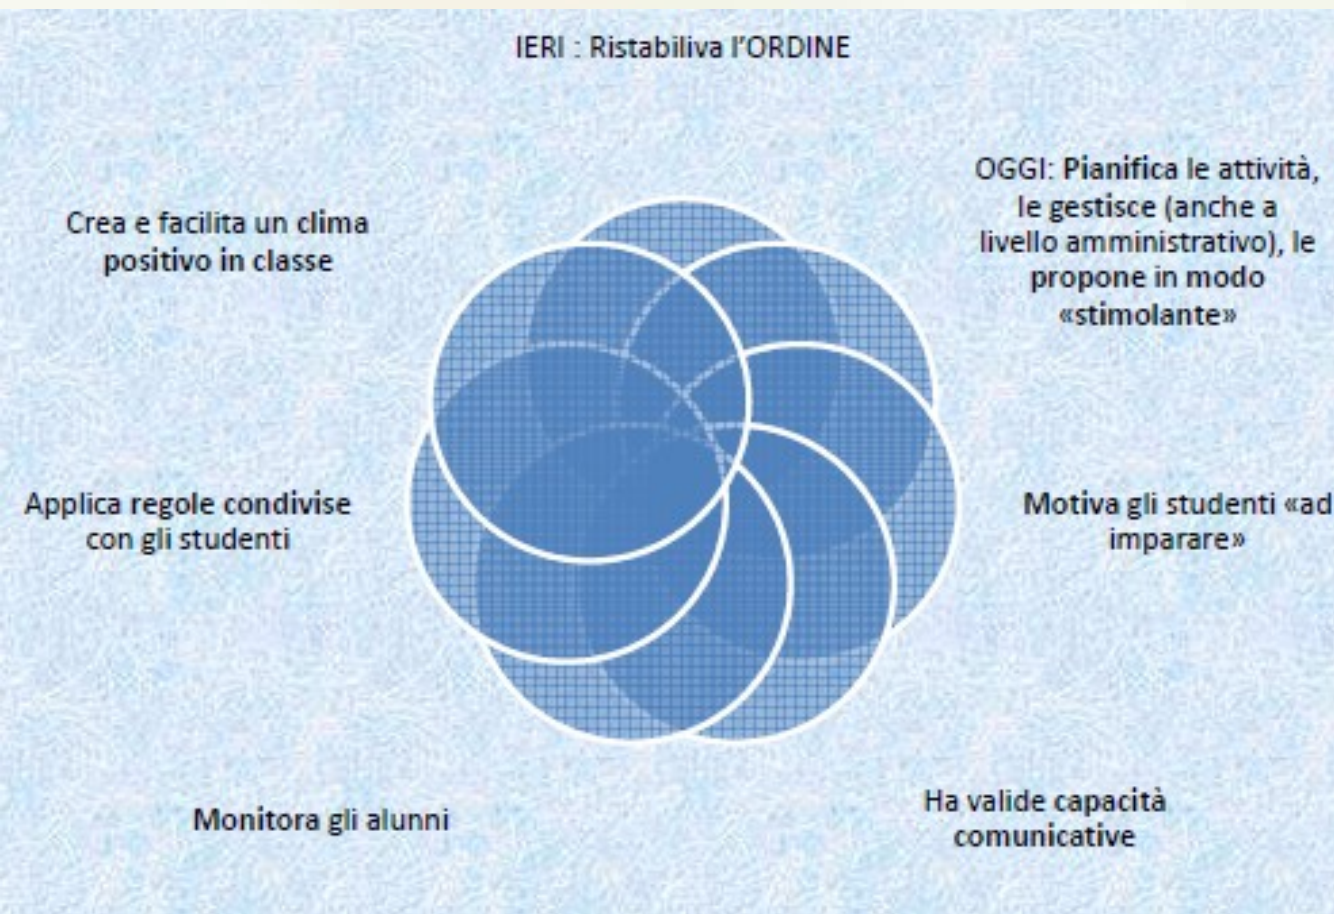 IERI : Ristabiliva l'ORDINE
OGGI: Pianifica le attività,
le gestisce (anche a
livello amministrativo), le
propone in modo
«stimolante»
Motiva gli studenti «ad
imparare»
Ha valide capacità
comunicative
Monitora gli alunni
Applica regole condivise
con gli studenti
Crea e facilita un clima
positivo in classe